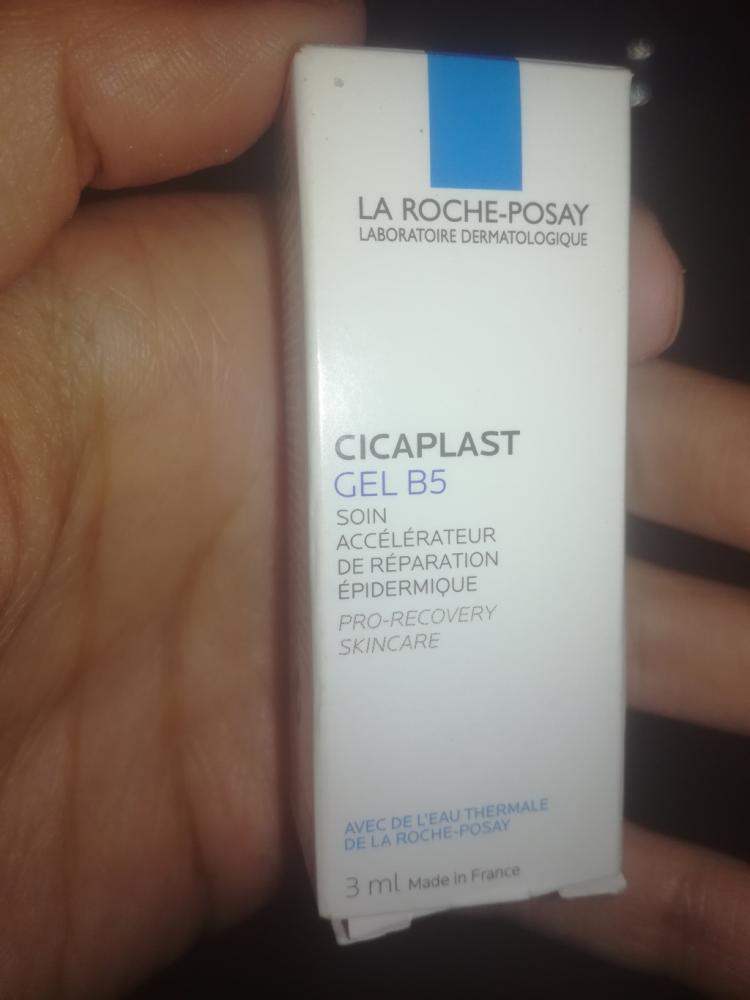 LA ROCHE-POSAY
LABORATOIRE DERMATOLOGIQUE
CICAPLAST
GEL B5
SOIN
ACCÉLÉRATEUR
DE RÉPARATION
ÉPIDERMIQUE
PRO-RECOVERY
SKINCARE
AVEC DE L'EAU THERMALE
DE LA ROCHE-POSAY
3 ml Made in France